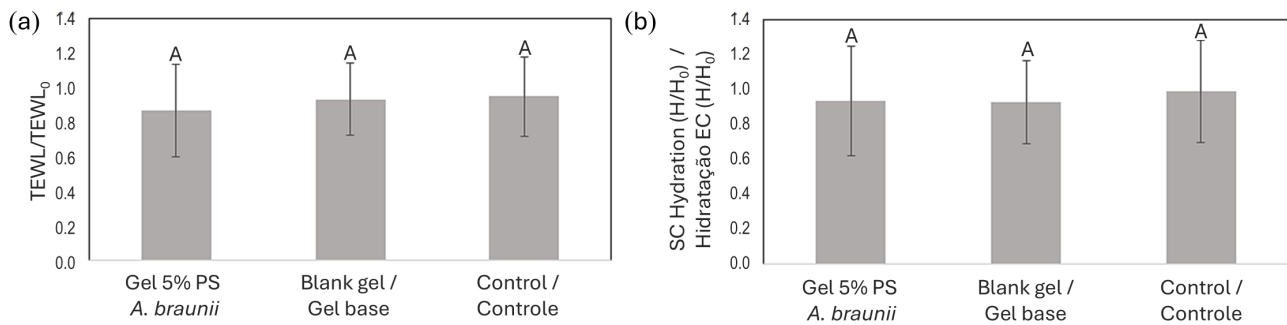 (a)
TEWL/TEWL₀
1.4
1.2
1.0
0.8
0.6
0.4
0.2
0.0
A
A
A
Gel 5% PS
A. braunii
Blank gel /
Gel base
Control /
Controle
(b)
SC Hydration (H/H₀) /
Hidratação EC (H/H₀)
1.4
1.2
1.0
0.8
0.6
0.4
0.2
0.0
A
A
A
Gel 5% PS
A. braunii
Blank gel /
Gel base
Control /
Controle